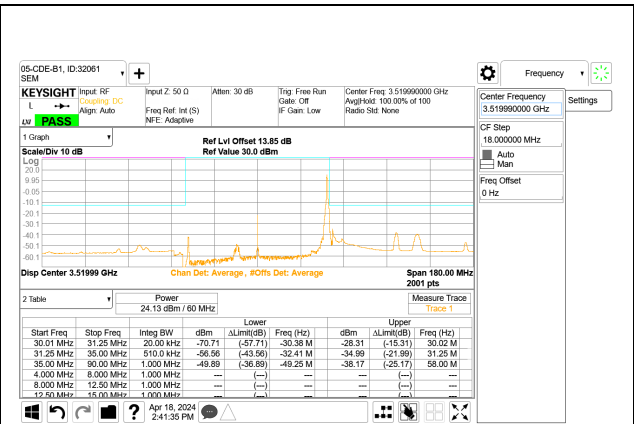 05-CDE-B1, ID:32061
SEM
Frequency
KEYSIGHT Input: RF Input Z: 50 Ω Atten: 30 dB Trig: Free Run Center Freq: 3.519990000 GHz
L Coupling: DC Gate: Off Avg|Hold: 100.00% of 100
Align: Auto Freq Ref: Int (S) IF Gain: Low Radio Std: None
LXI PASS NFE: Adaptive
Center Frequency
3.519990000 GHz
Settings
CF Step
18.000000 MHz
Auto
Man
Freq Offset
0 Hz
1 Graph
Ref Lvl Offset 13.85 dB
Scale/Div 10 dB Ref Value 30.0 dBm
Log
20.0
9.95
-0.05
-10.1
-20.1
-30.1
-40.1
-50.1
-60.1
Disp Center 3.51999 GHz Chan Det: Average , #Offs Det: Average Span 180.00 MHz
2001 pts
2 Table Power Measure Trace
24.13 dBm / 60 MHz Trace 1
Lower Upper
Start Freq Stop Freq Integ BW dBm ΔLimit(dB) Freq (Hz) dBm ΔLimit(dB) Freq (Hz)
30.01 MHz 31.25 MHz 20.00 kHz -70.71 (-57.71) -30.38 M -28.31 (-15.31) 30.02 M
31.25 MHz 35.00 MHz 510.0 kHz -56.56 (-43.56) -32.41 M -34.99 (-21.99) 31.25 M
35.00 MHz 90.00 MHz 1.000 MHz -49.89 (-36.89) -49.25 M -38.17 (-25.17) 58.00 M
4.000 MHz 8.000 MHz 1.000 MHz --- (---) --- --- (---) ---
8.000 MHz 12.50 MHz 1.000 MHz --- (---) --- --- (---) ---
12.50 MHz 15.00 MHz 1.000 MHz --- (---) --- --- (---) ---
Apr 18, 2024
2:41:35 PM